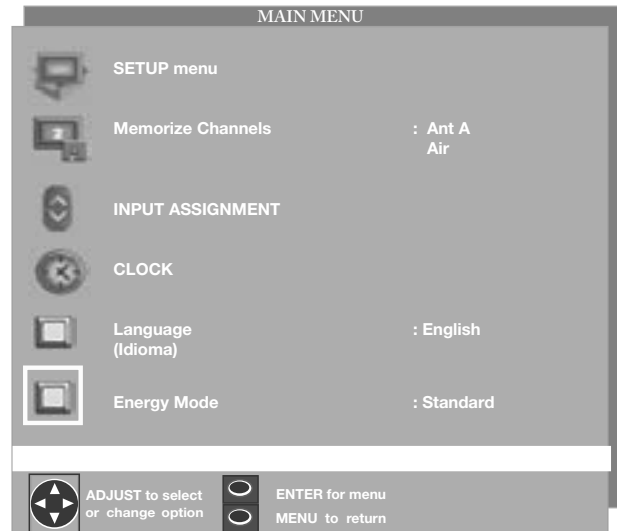 MAIN MENU
SETUP menu
Memorize Channels : Ant A
Air
INPUT ASSIGNMENT
CLOCK
Language : English
(Idioma)
Energy Mode : Standard
ADJUST to select
or change option
ENTER for menu
MENU to return